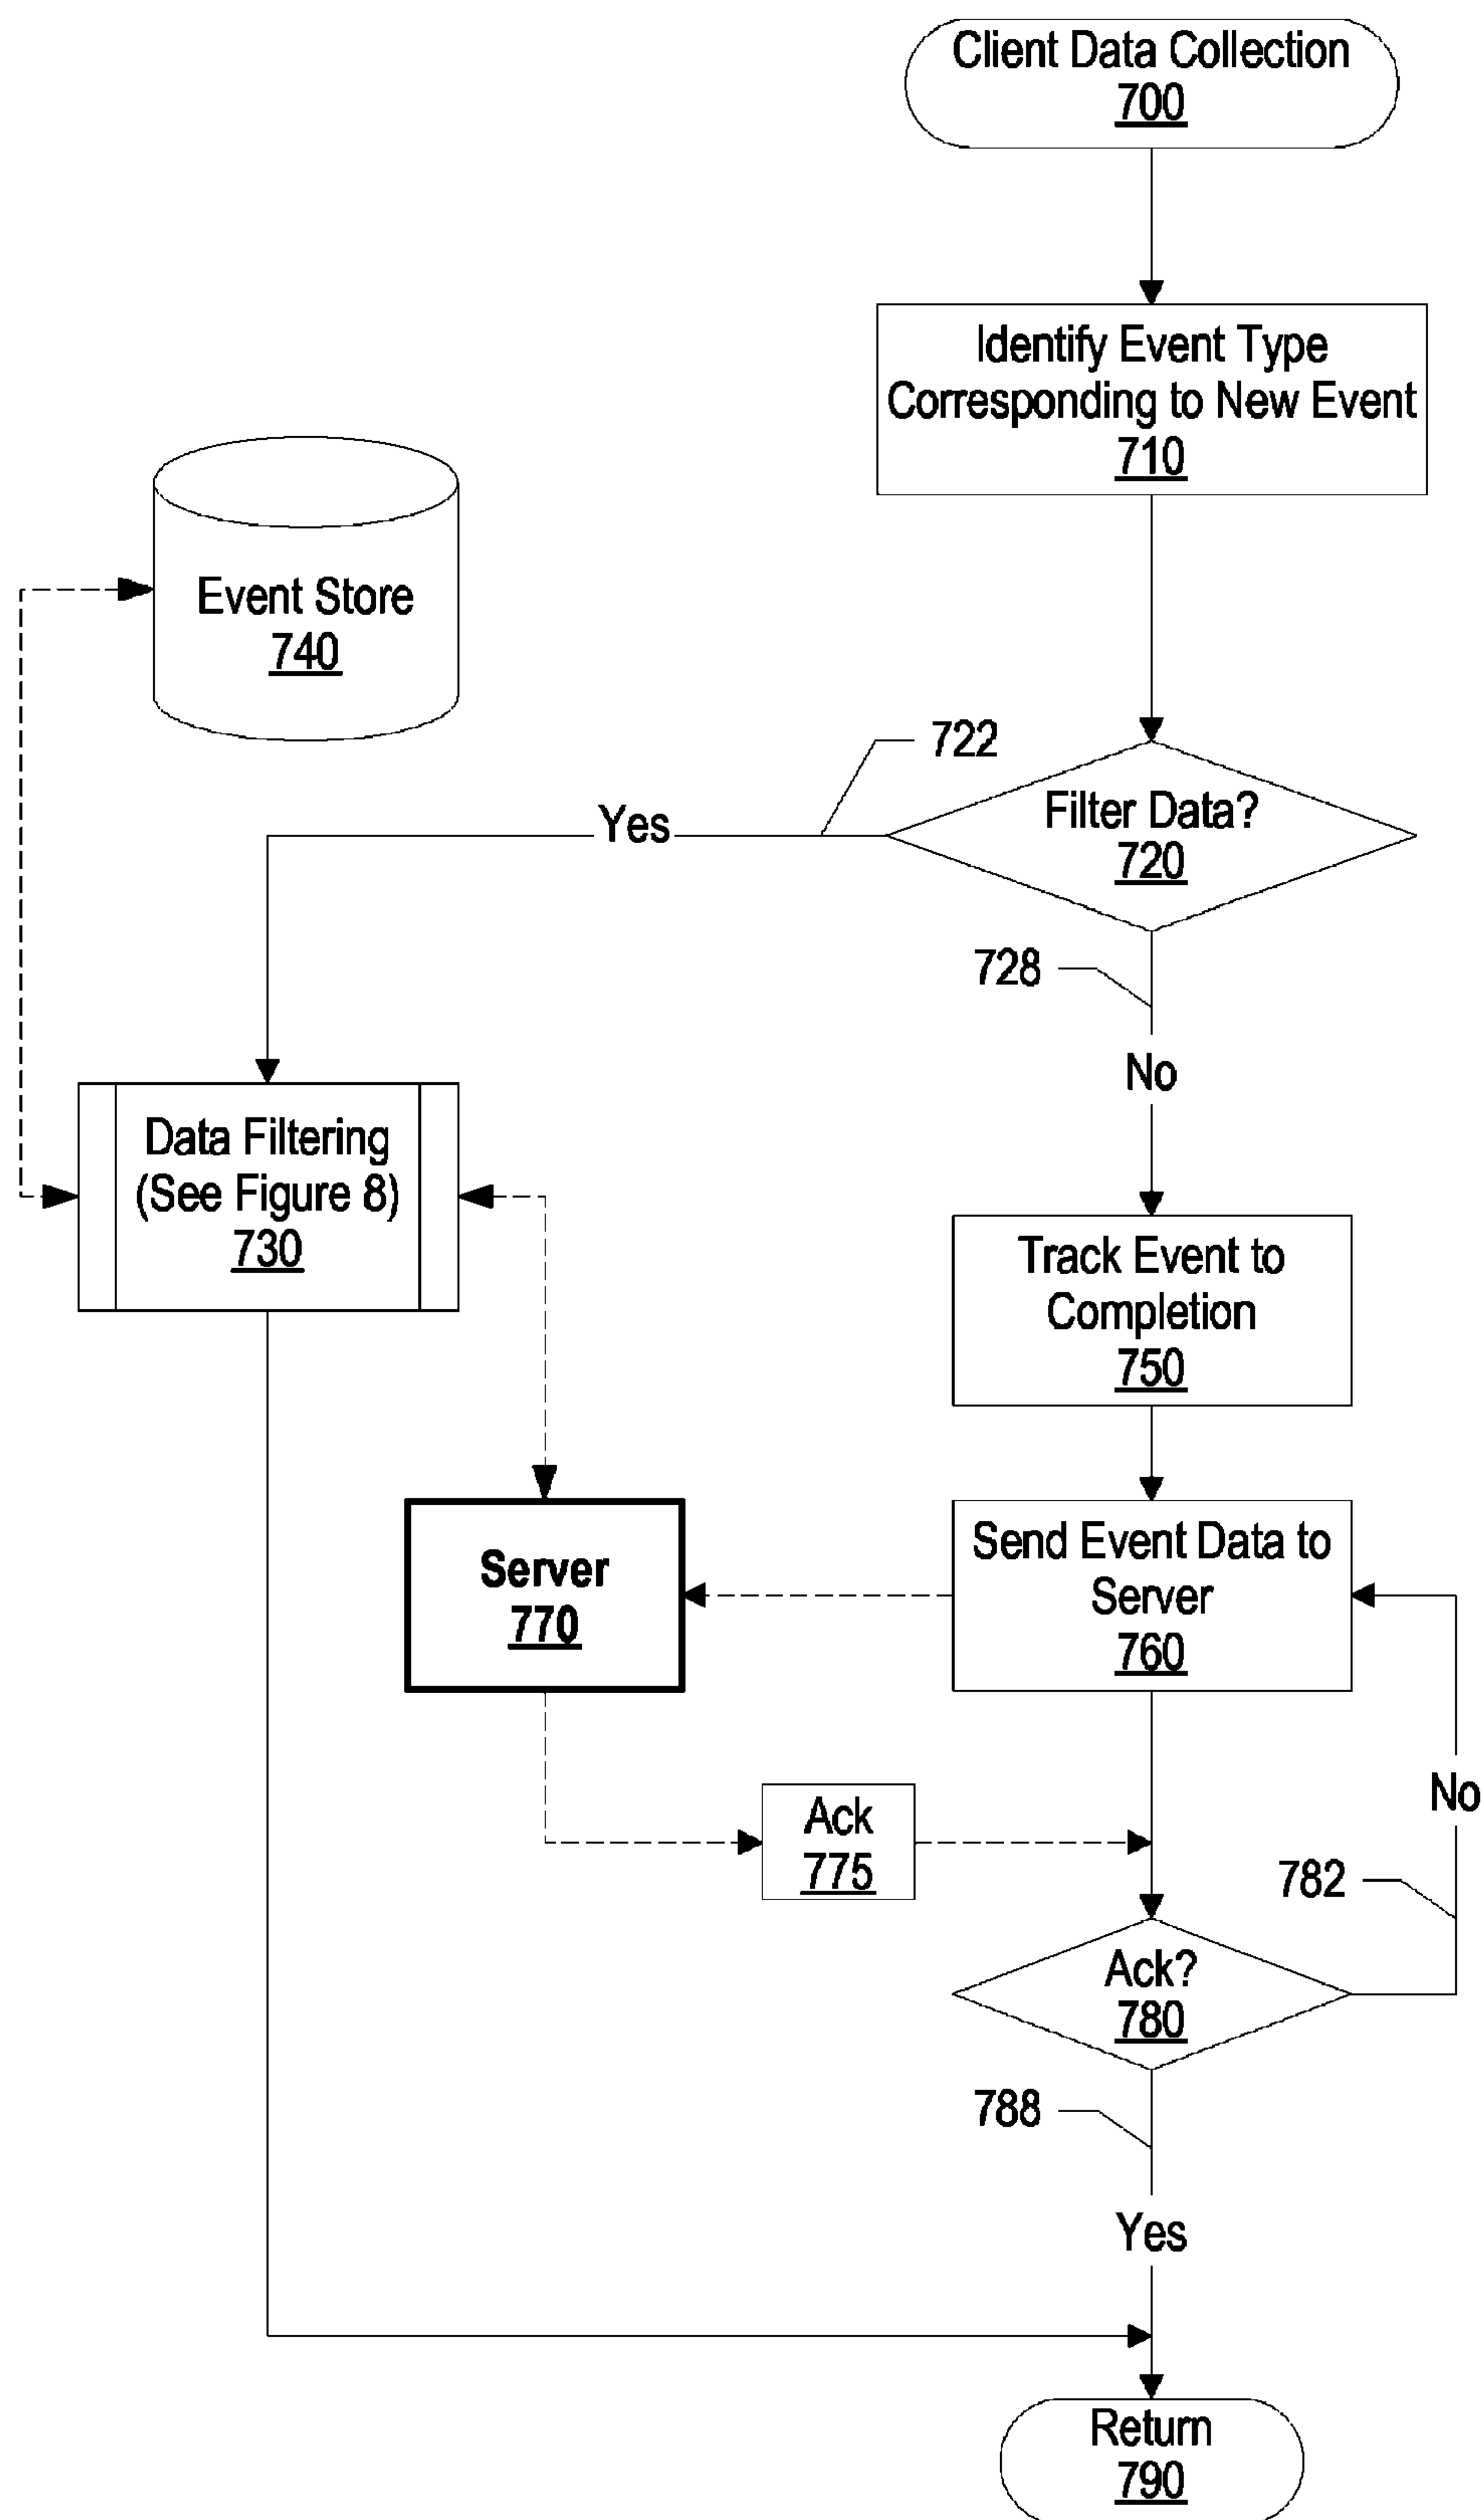 Client Data Collection
700
Identify Event Type
Corresponding to New Event
710
Event Store
740
722
Filter Data?
720
Yes
728
No
Data Filtering
(See Figure 8)
730
Track Event to
Completion
750
Server
770
Send Event Data to
Server
760
No
Ack
775
782
Ack?
780
788
Yes
Return
790